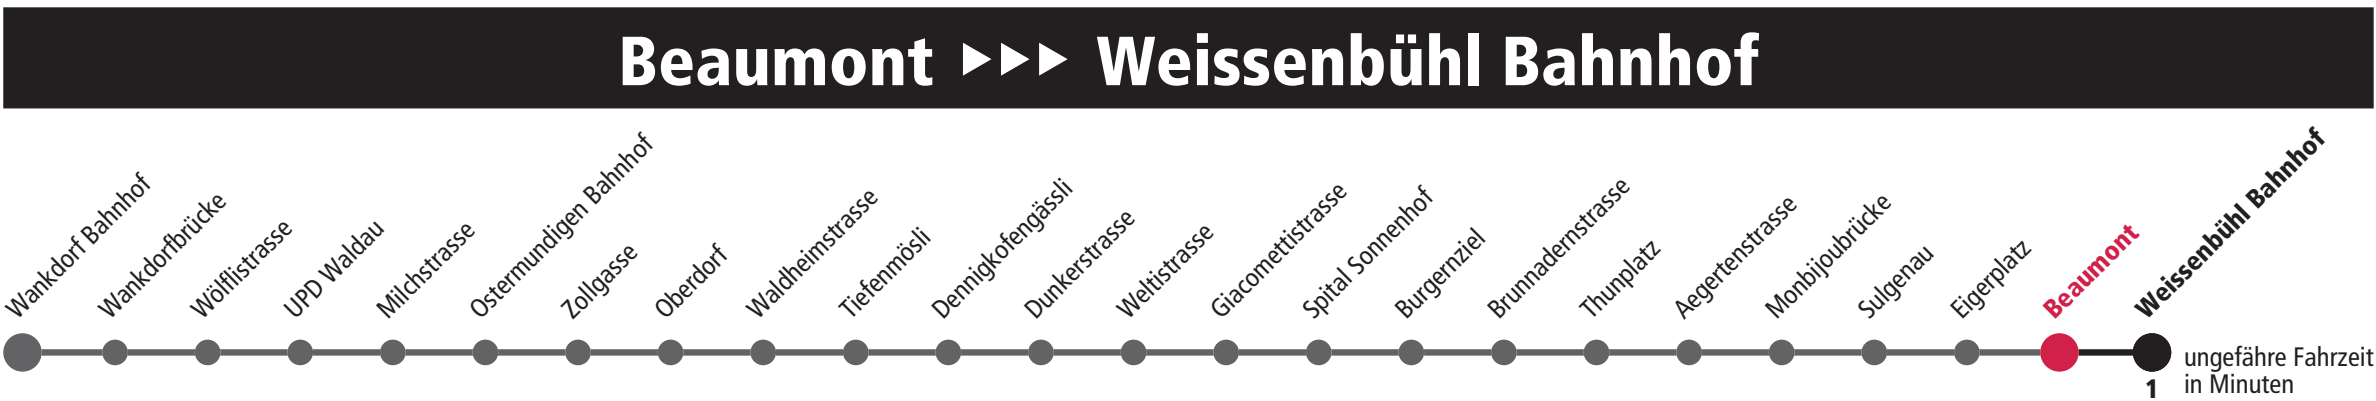 Beaumont ▶▶▶ Weissenbühl Bahnhof
Wankdorf Bahnhof
Wankdorfbrücke
Wölflistrasse
UPD Waldau
Milchstrasse
Ostermundigen Bahnhof
Zollgasse
Oberdorf
Waldheimstrasse
Tiefenmösli
Dennigkofengässli
Dunkerstrasse
Weltistrasse
Giacomettistrasse
Spital Sonnenhof
Burgernziel
Brunnadernstrasse
Thunplatz
Aegertenstrasse
Monbijoubrücke
Sulgenau
Eigerplatz
Beaumont
Weissenbühl Bahnhof
1
ungefähre Fahrzeit
in Minuten